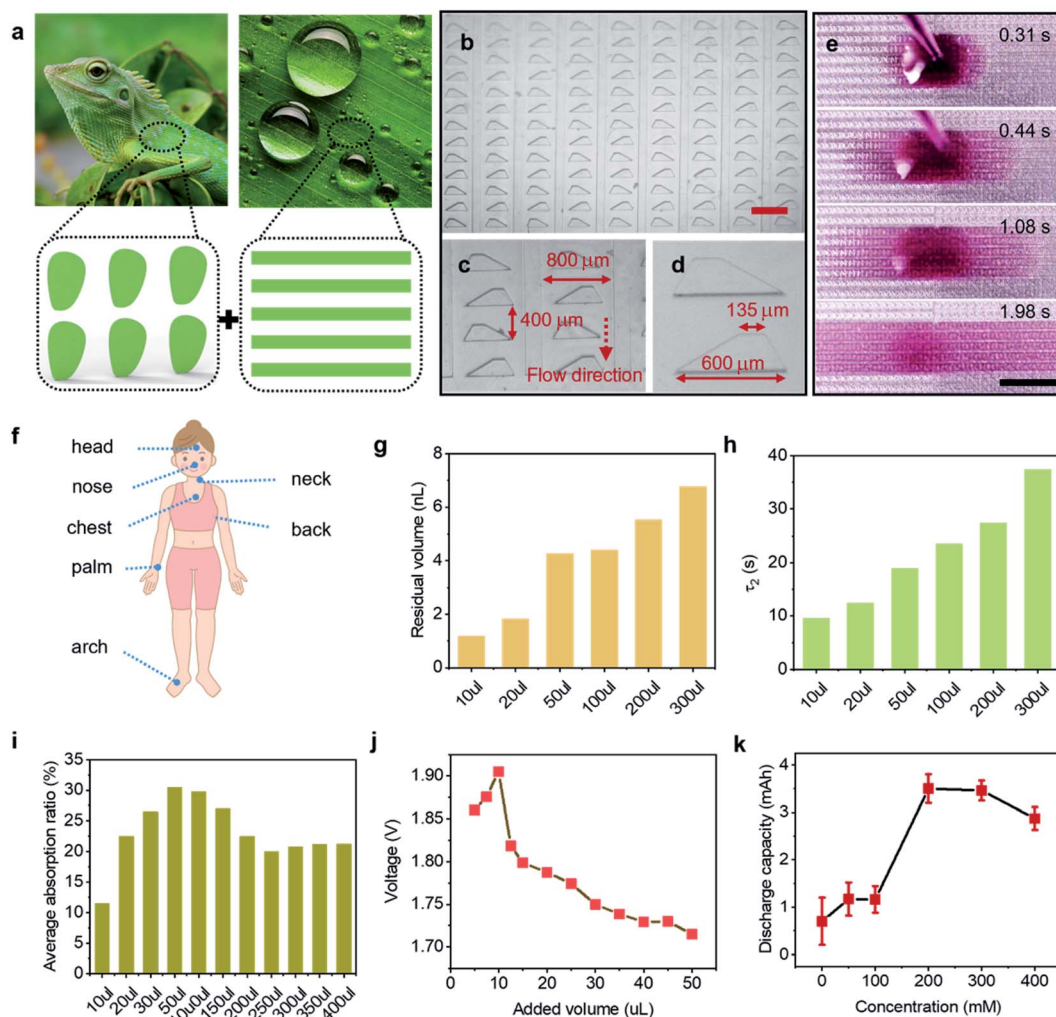 a
b
c
800 μm
400 μm
Flow direction
d
135 μm
600 μm
e
0.31 s
0.44 s
1.08 s
1.98 s
f
head
nose
chest
palm
arch
neck
back
g
Residual volume (nL)
8
6
4
2
0
10ul
20ul
50ul
100ul
200ul
300ul
h
τ2 (s)
40
30
20
10
0
10ul
20ul
50ul
100ul
200ul
300ul
i
Average absorption ratio (%)
35
30
25
20
15
10
5
0
10ul
20ul
30ul
50ul
10u0ul
150ul
200ul
250ul
300ul
350ul
400ul
j
Voltage (V)
1.90
1.85
1.80
1.75
1.70
0
10
20
30
40
50
Added volume (uL)
k
Discharge capacity (mAh)
4
3
2
1
0
0
100
200
300
400
Concentration (mM)